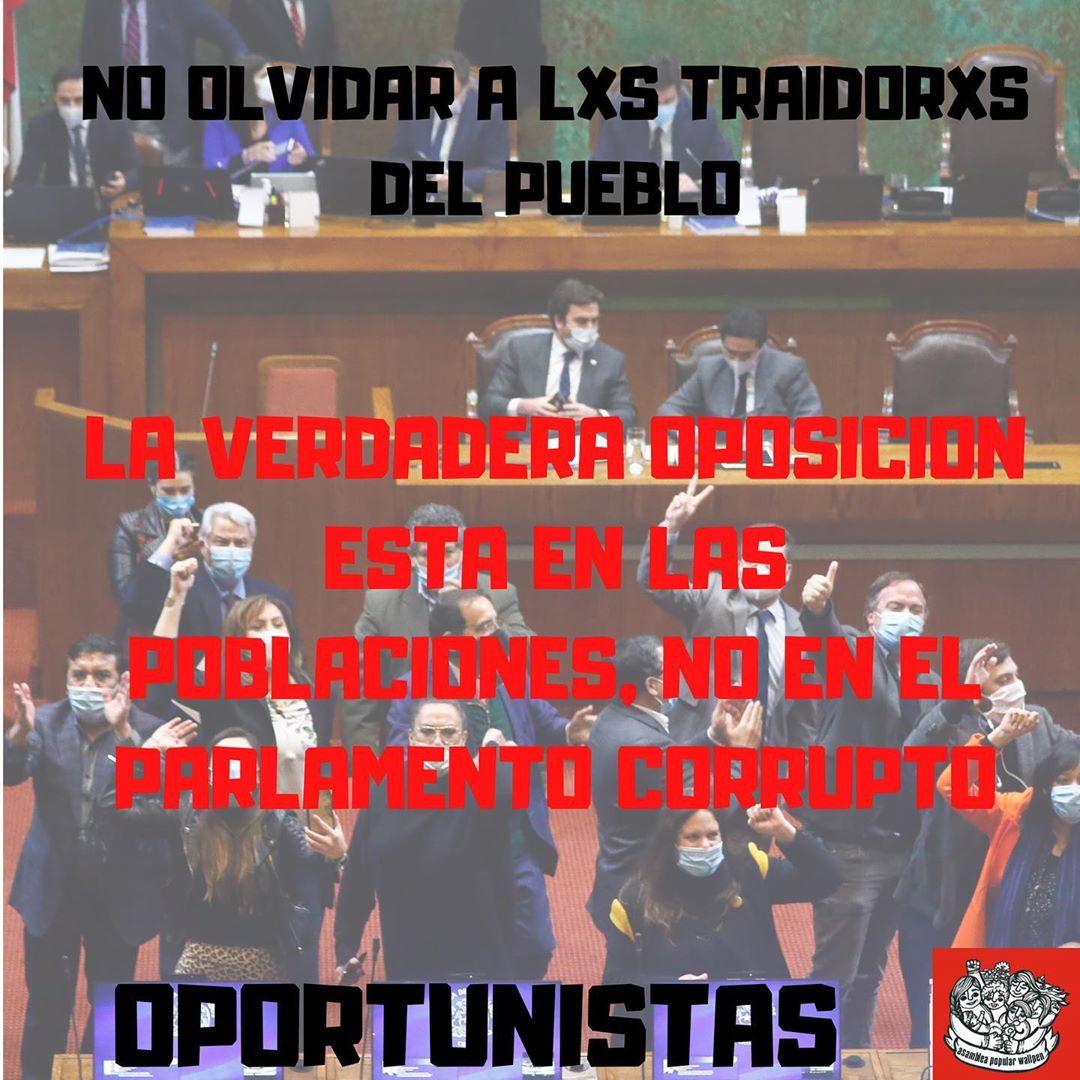 NO OLVIDAR A LXS TRAIDORXS
DEL PUEBLO
LA VERDADERA OPOSICION
ESTA EN LAS
POBLACIONES, NO EN EL
PARLAMENTO CORRUPTO
OPORTUNISTAS
asamblea popular wallpen